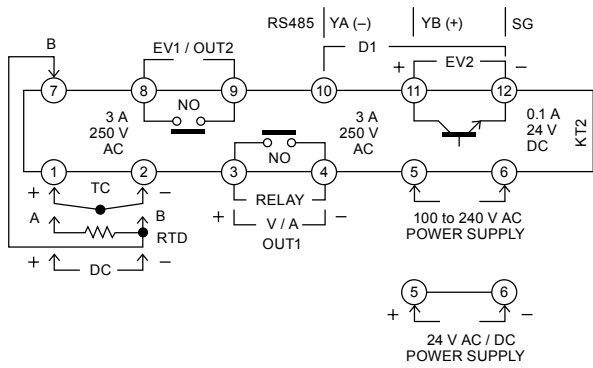 RS485 YA (–) YB (+) SG
B EV1 / OUT2 D1
+ EV2 –
7 8 9 10 11 12
NO
3 A
250 V
AC
3 A
250 V
AC
0.1 A
24 V
DC
KT2
NO
1 2 3 4 5 6
+ TC –
RELAY
A B
RTD
+ V / A –
OUT1
100 to 240 V AC
POWER SUPPLY
+ DC –
5 6
+ –
24 V AC / DC
POWER SUPPLY